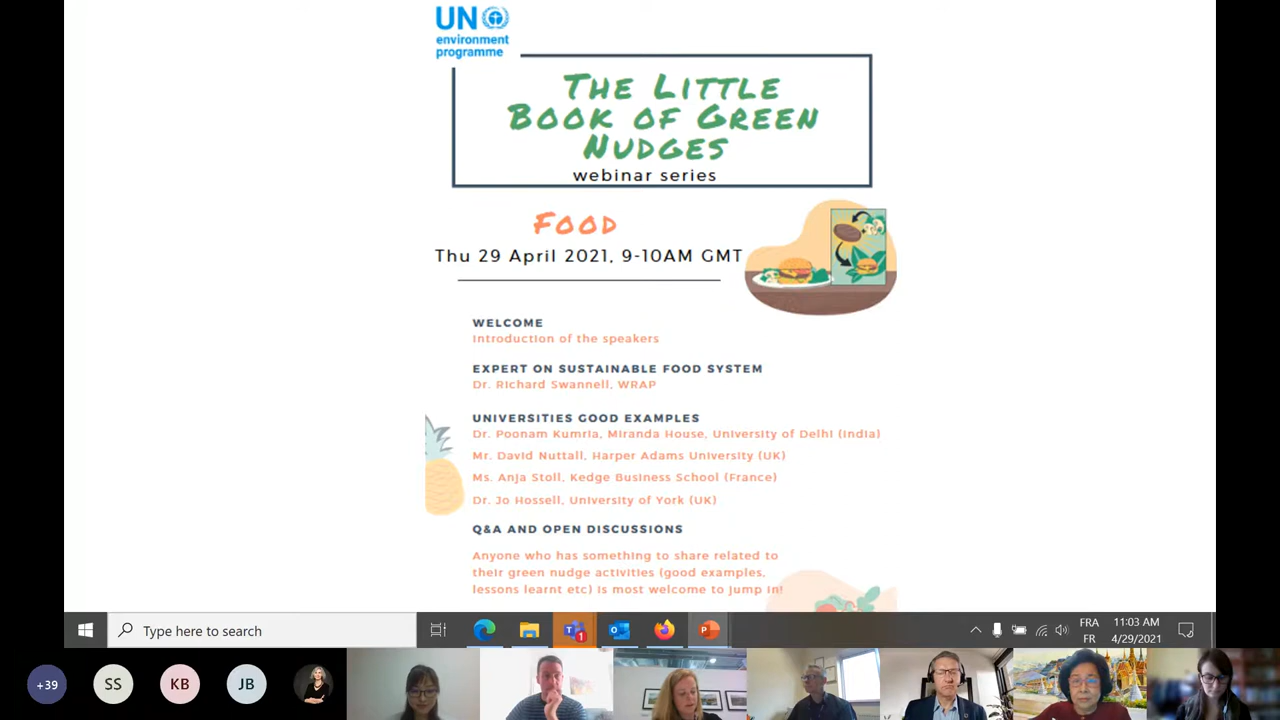 UN
environment
programme
The Little
Book of Green
Nudges
webinar series
Food
Thu 29 April 2021, 9-10AM GMT
WELCOME
Introduction of the speakers
EXPERT ON SUSTAINABLE FOOD SYSTEM
Dr. Richard Swannell, WRAP
UNIVERSITIES GOOD EXAMPLES
Dr. Poonam Kumria, Miranda House, University of Delhi (India)
Mr. David Nuttall, Harper Adams University (UK)
Ms. Anja Stoll, Kedge Business School (France)
Dr. Jo Hossell, University of York (UK)
Q&A AND OPEN DISCUSSIONS
Anyone who has something to share related to
their green nudge activities (good examples,
lessons learnt etc) is most welcome to jump in!
Type here to search
1
FRA
FR
11:03 AM
4/29/2021
+39
SS
KB
JB